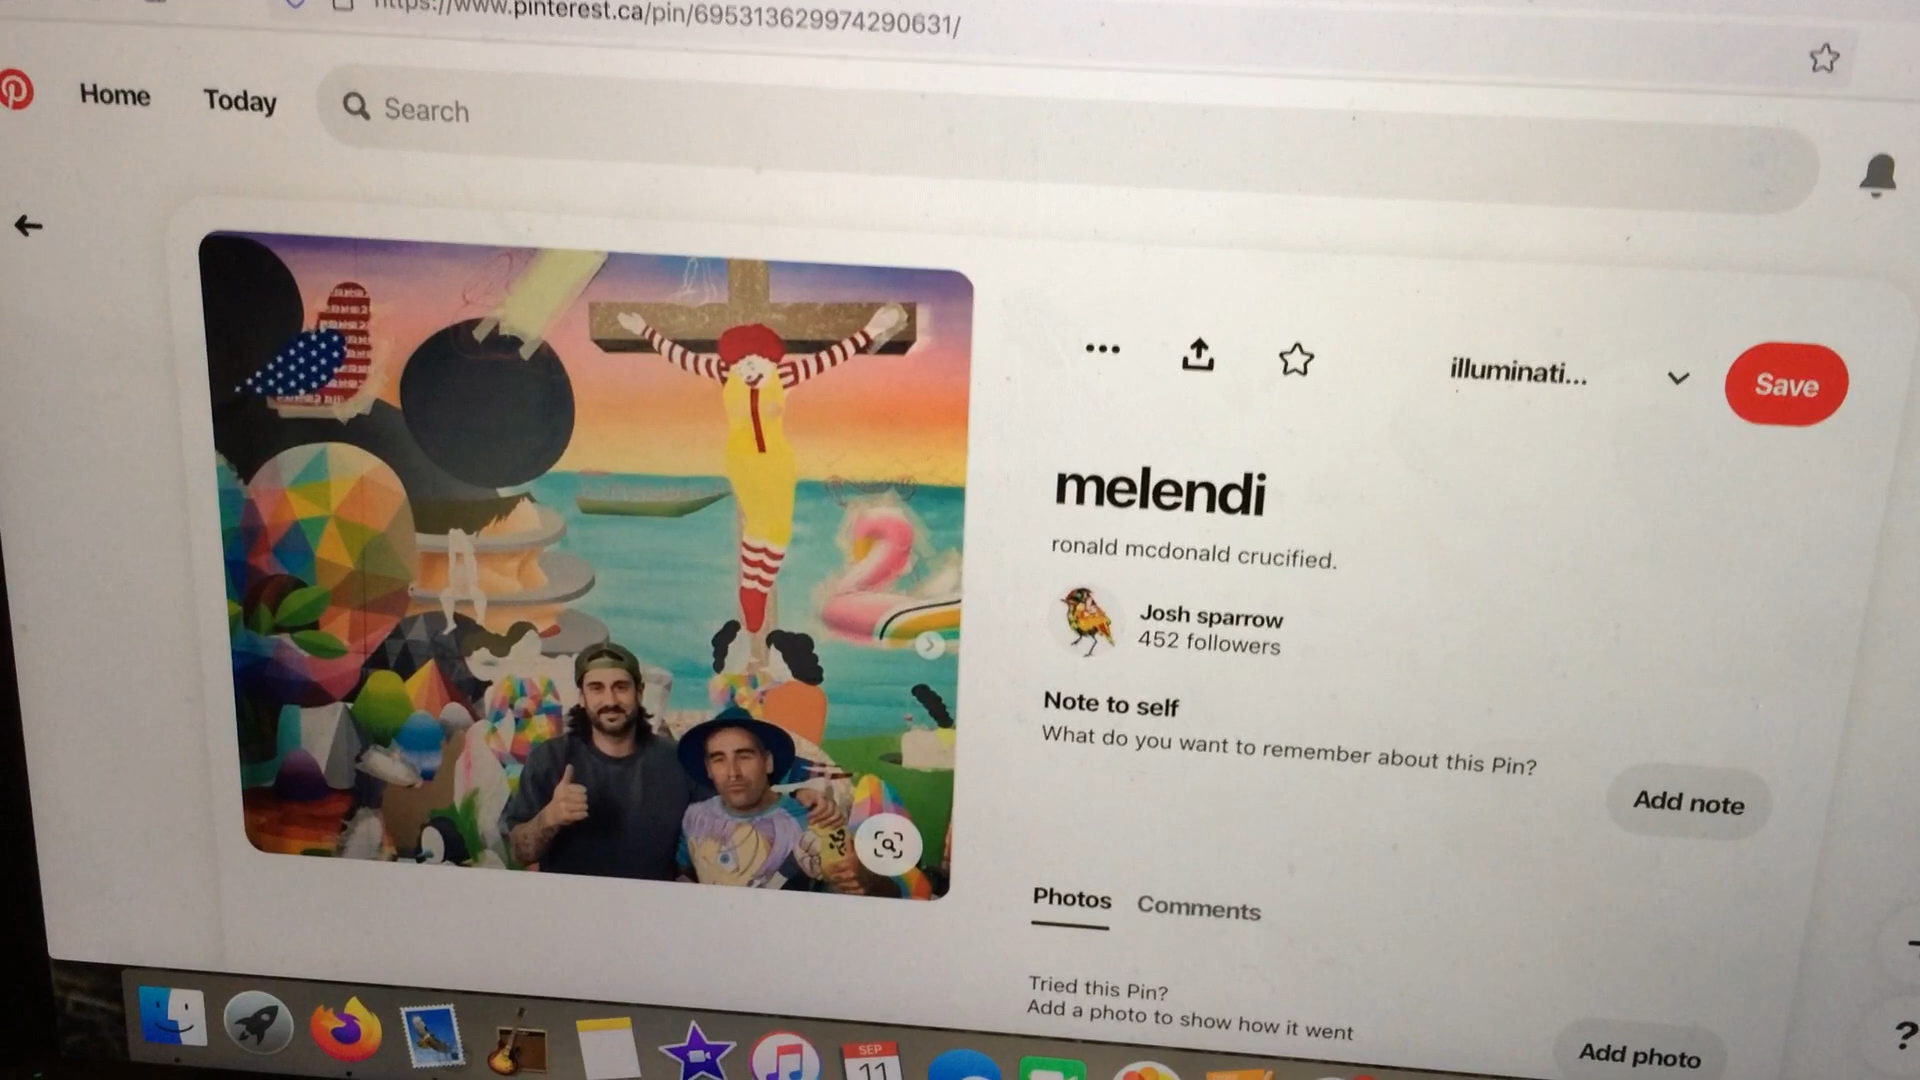 https://www.pinterest.ca/pin/695313629974290631/
Home
Today
Search
illuminati...
Save
melendi
ronald mcdonald crucified.
Josh sparrow
452 followers
Note to self
What do you want to remember about this Pin?
Add note
Photos
Comments
Tried this Pin?
Add a photo to show how it went
Add photo
?
SEP
11